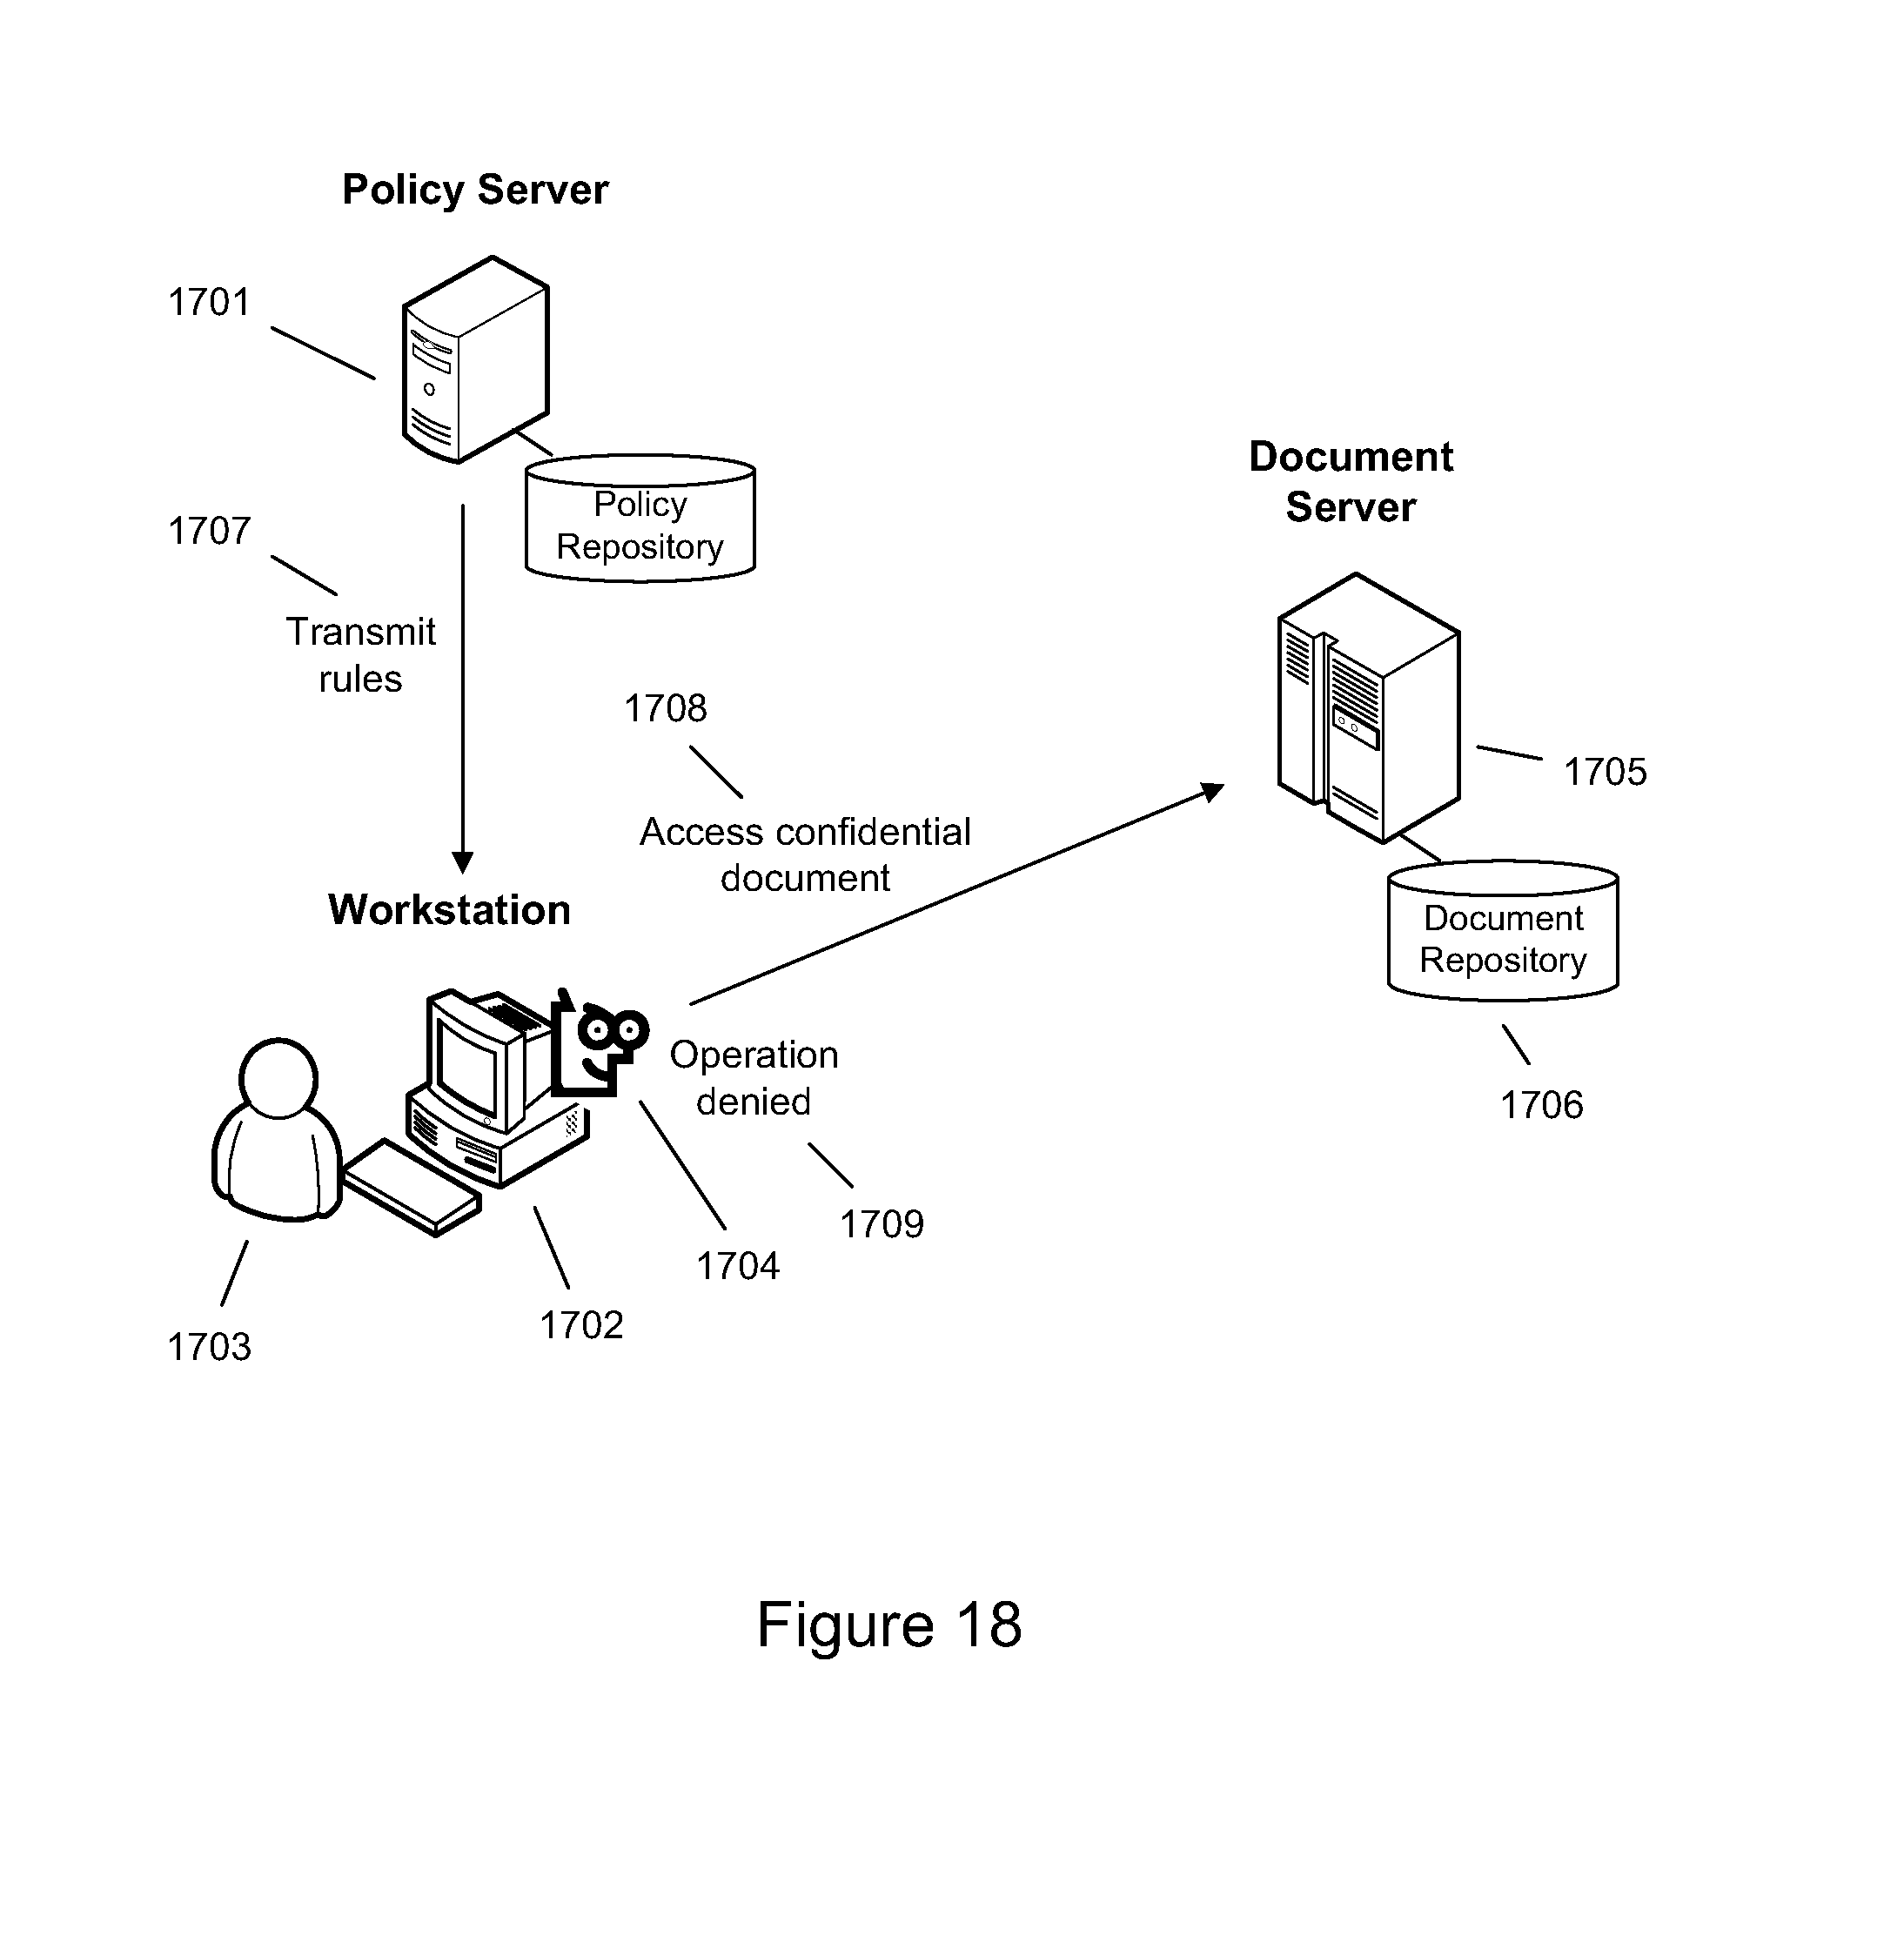 Policy Server
1701
Policy
Repository
1707
Transmit
rules
Document
Server
1708
1705
Access confidential
document
Workstation
Document
Repository
Operation
denied
1706
1709
1704
1702
1703
Figure 18